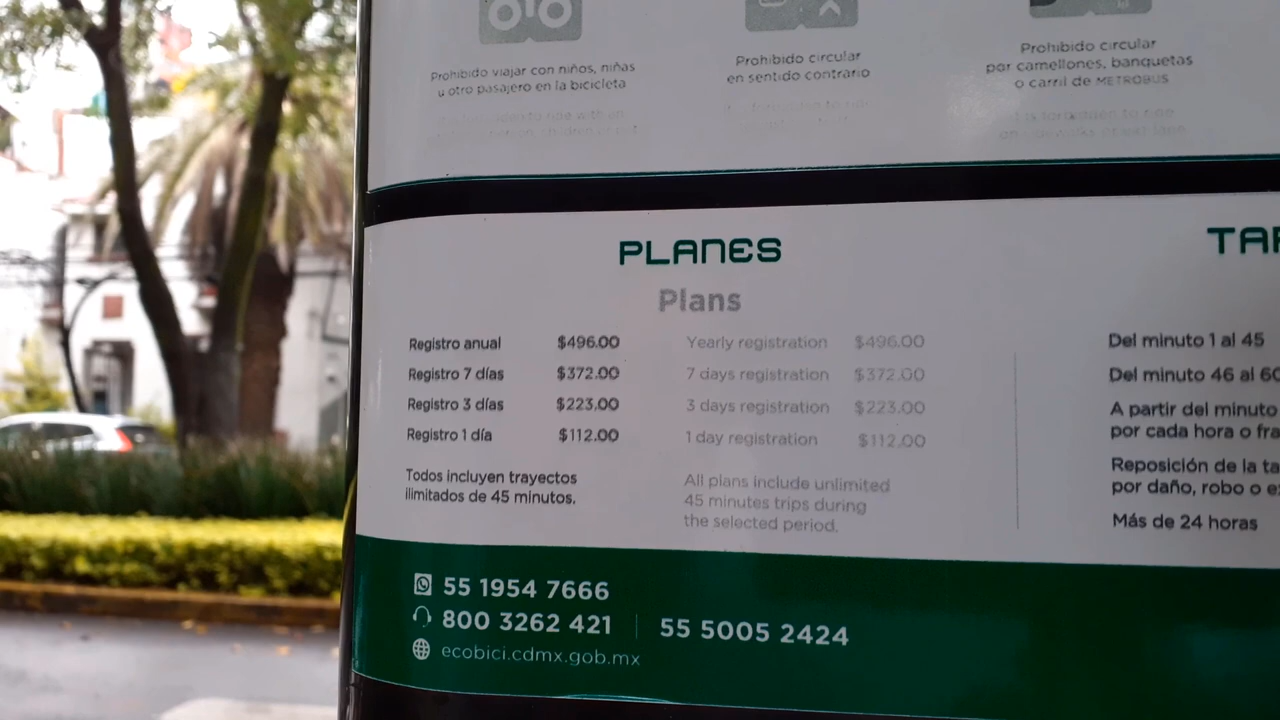 Prohibido viajar con niños, niñas
u otro pasajero en la bicicleta
Prohibido circular
en sentido contrario
Prohibido circular
por camellones, banquetas
o carril de METROBUS
PLANES
Plans
Registro anual $496.00
Registro 7 días $372.00
Registro 3 días $223.00
Registro 1 día $112.00
Todos incluyen trayectos
ilimitados de 45 minutos.
Yearly registration $496.00
7 days registration $372.00
3 days registration $223.00
1 day registration $112.00
All plans include unlimited
45 minutes trips during
the selected period.
Del minuto 1 al 45
Del minuto 46 al 60
A partir del minuto
por cada hora o
Reposición de la
por daño, robo o
Más de 24 horas
55 1954 7666
800 3262 421 | 55 5005 2424
ecobici.cdmx.gob.mx